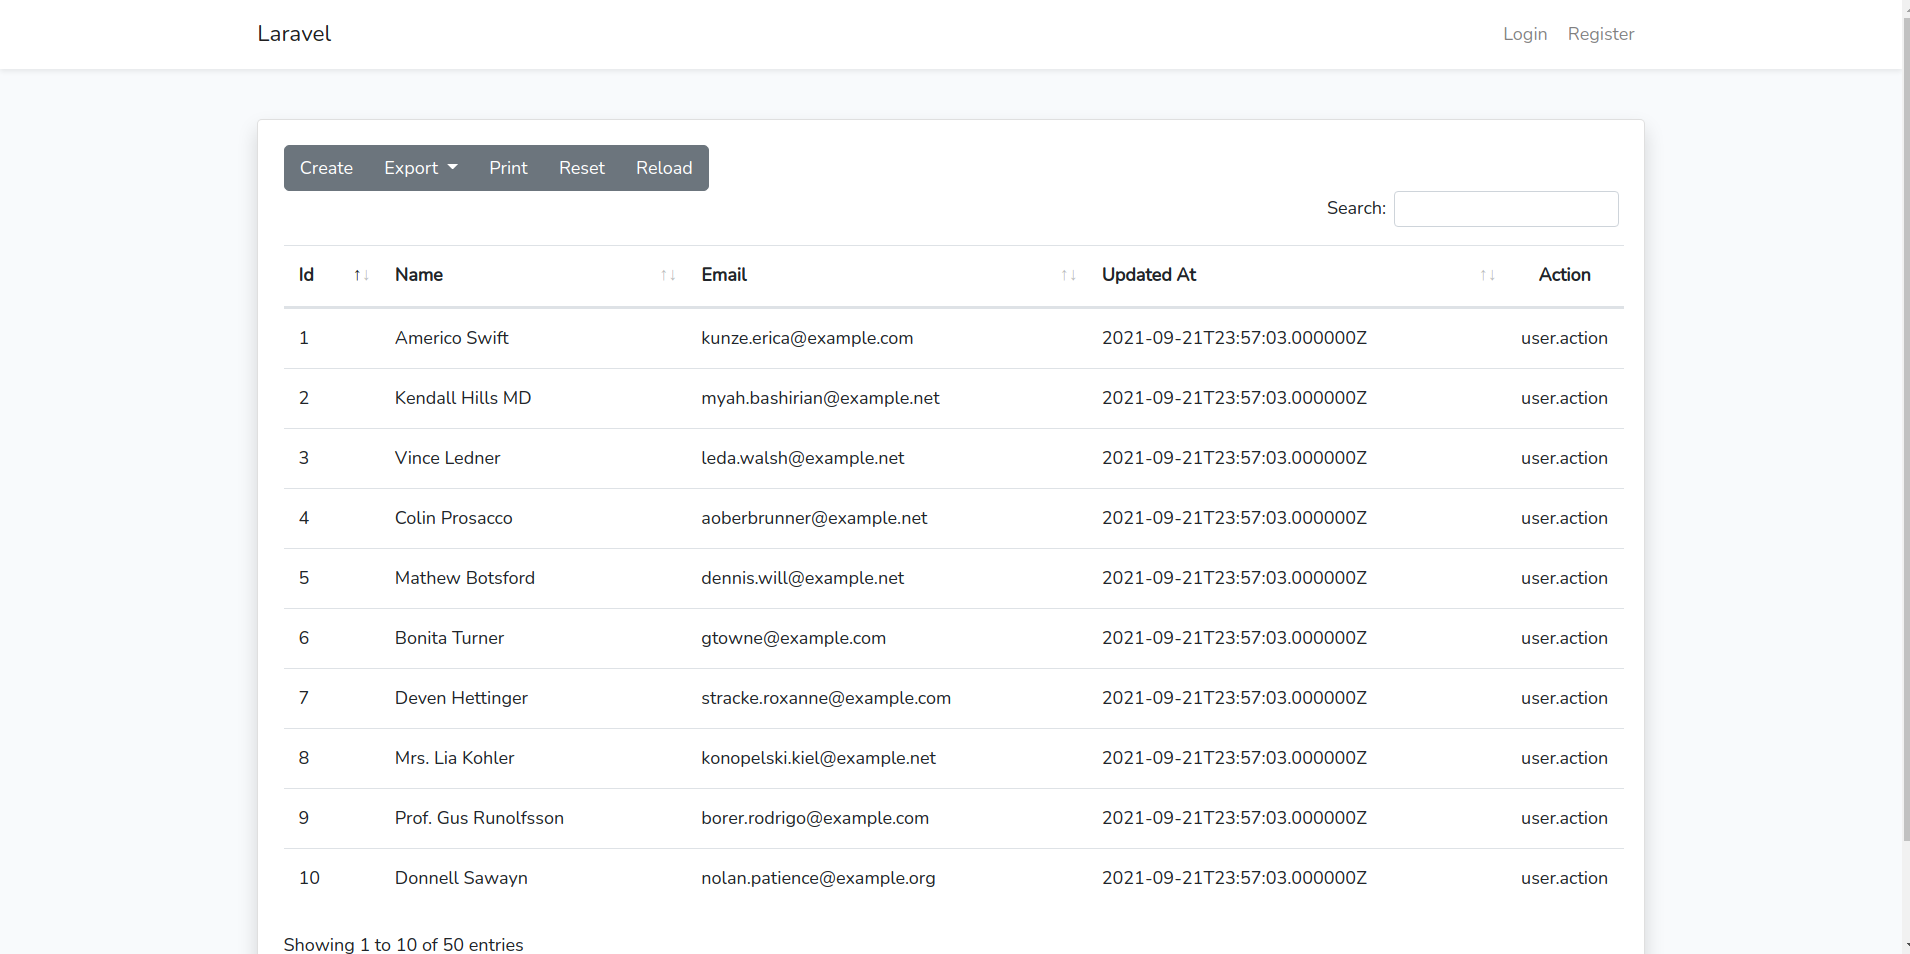 Laravel Login Register
Create Export Print Reset Reload
Search:
Id ↑↓ Name ↑↓ Email ↑↓ Updated At ↑↓ Action
1 Americo Swift kunze.erica@example.com 2021-09-21T23:57:03.000000Z user.action
2 Kendall Hills MD myah.bashirian@example.net 2021-09-21T23:57:03.000000Z user.action
3 Vince Ledner leda.walsh@example.net 2021-09-21T23:57:03.000000Z user.action
4 Colin Prosacco aoberbrunner@example.net 2021-09-21T23:57:03.000000Z user.action
5 Mathew Botsford dennis.will@example.net 2021-09-21T23:57:03.000000Z user.action
6 Bonita Turner gtowne@example.com 2021-09-21T23:57:03.000000Z user.action
7 Deven Hettinger stracke.roxanne@example.com 2021-09-21T23:57:03.000000Z user.action
8 Mrs. Lia Kohler konopelski.kiel@example.net 2021-09-21T23:57:03.000000Z user.action
9 Prof. Gus Runolfsson borer.rodrigo@example.com 2021-09-21T23:57:03.000000Z user.action
10 Donnell Sawayn nolan.patience@example.org 2021-09-21T23:57:03.000000Z user.action
Showing 1 to 10 of 50 entries